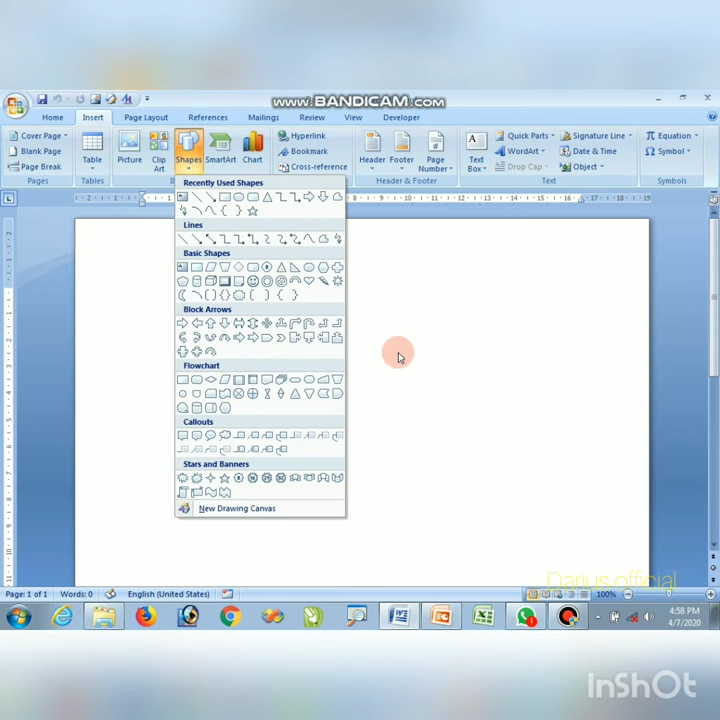 www.BANDICAM.com
Home Insert Page Layout References Mailings Review View Developer
Cover Page
Blank Page
Page Break
Pages
Table
Tables
Picture
Clip
Art
Shapes
SmartArt
Chart
Hyperlink
Bookmark
Cross-reference
Header
Footer
Page
Number
Header & Footer
Text
Box
Quick Parts
WordArt
Drop Cap
Signature Line
Date & Time
Object
Text
Equation
Symbol
Symbols
Recently Used Shapes
Lines
Basic Shapes
Block Arrows
Flowchart
Callouts
Stars and Banners
New Drawing Canvas
Darius official
Page: 1 of 1 Words: 0 English (United States) 100%
4:58 PM
4/7/2020
InShOt